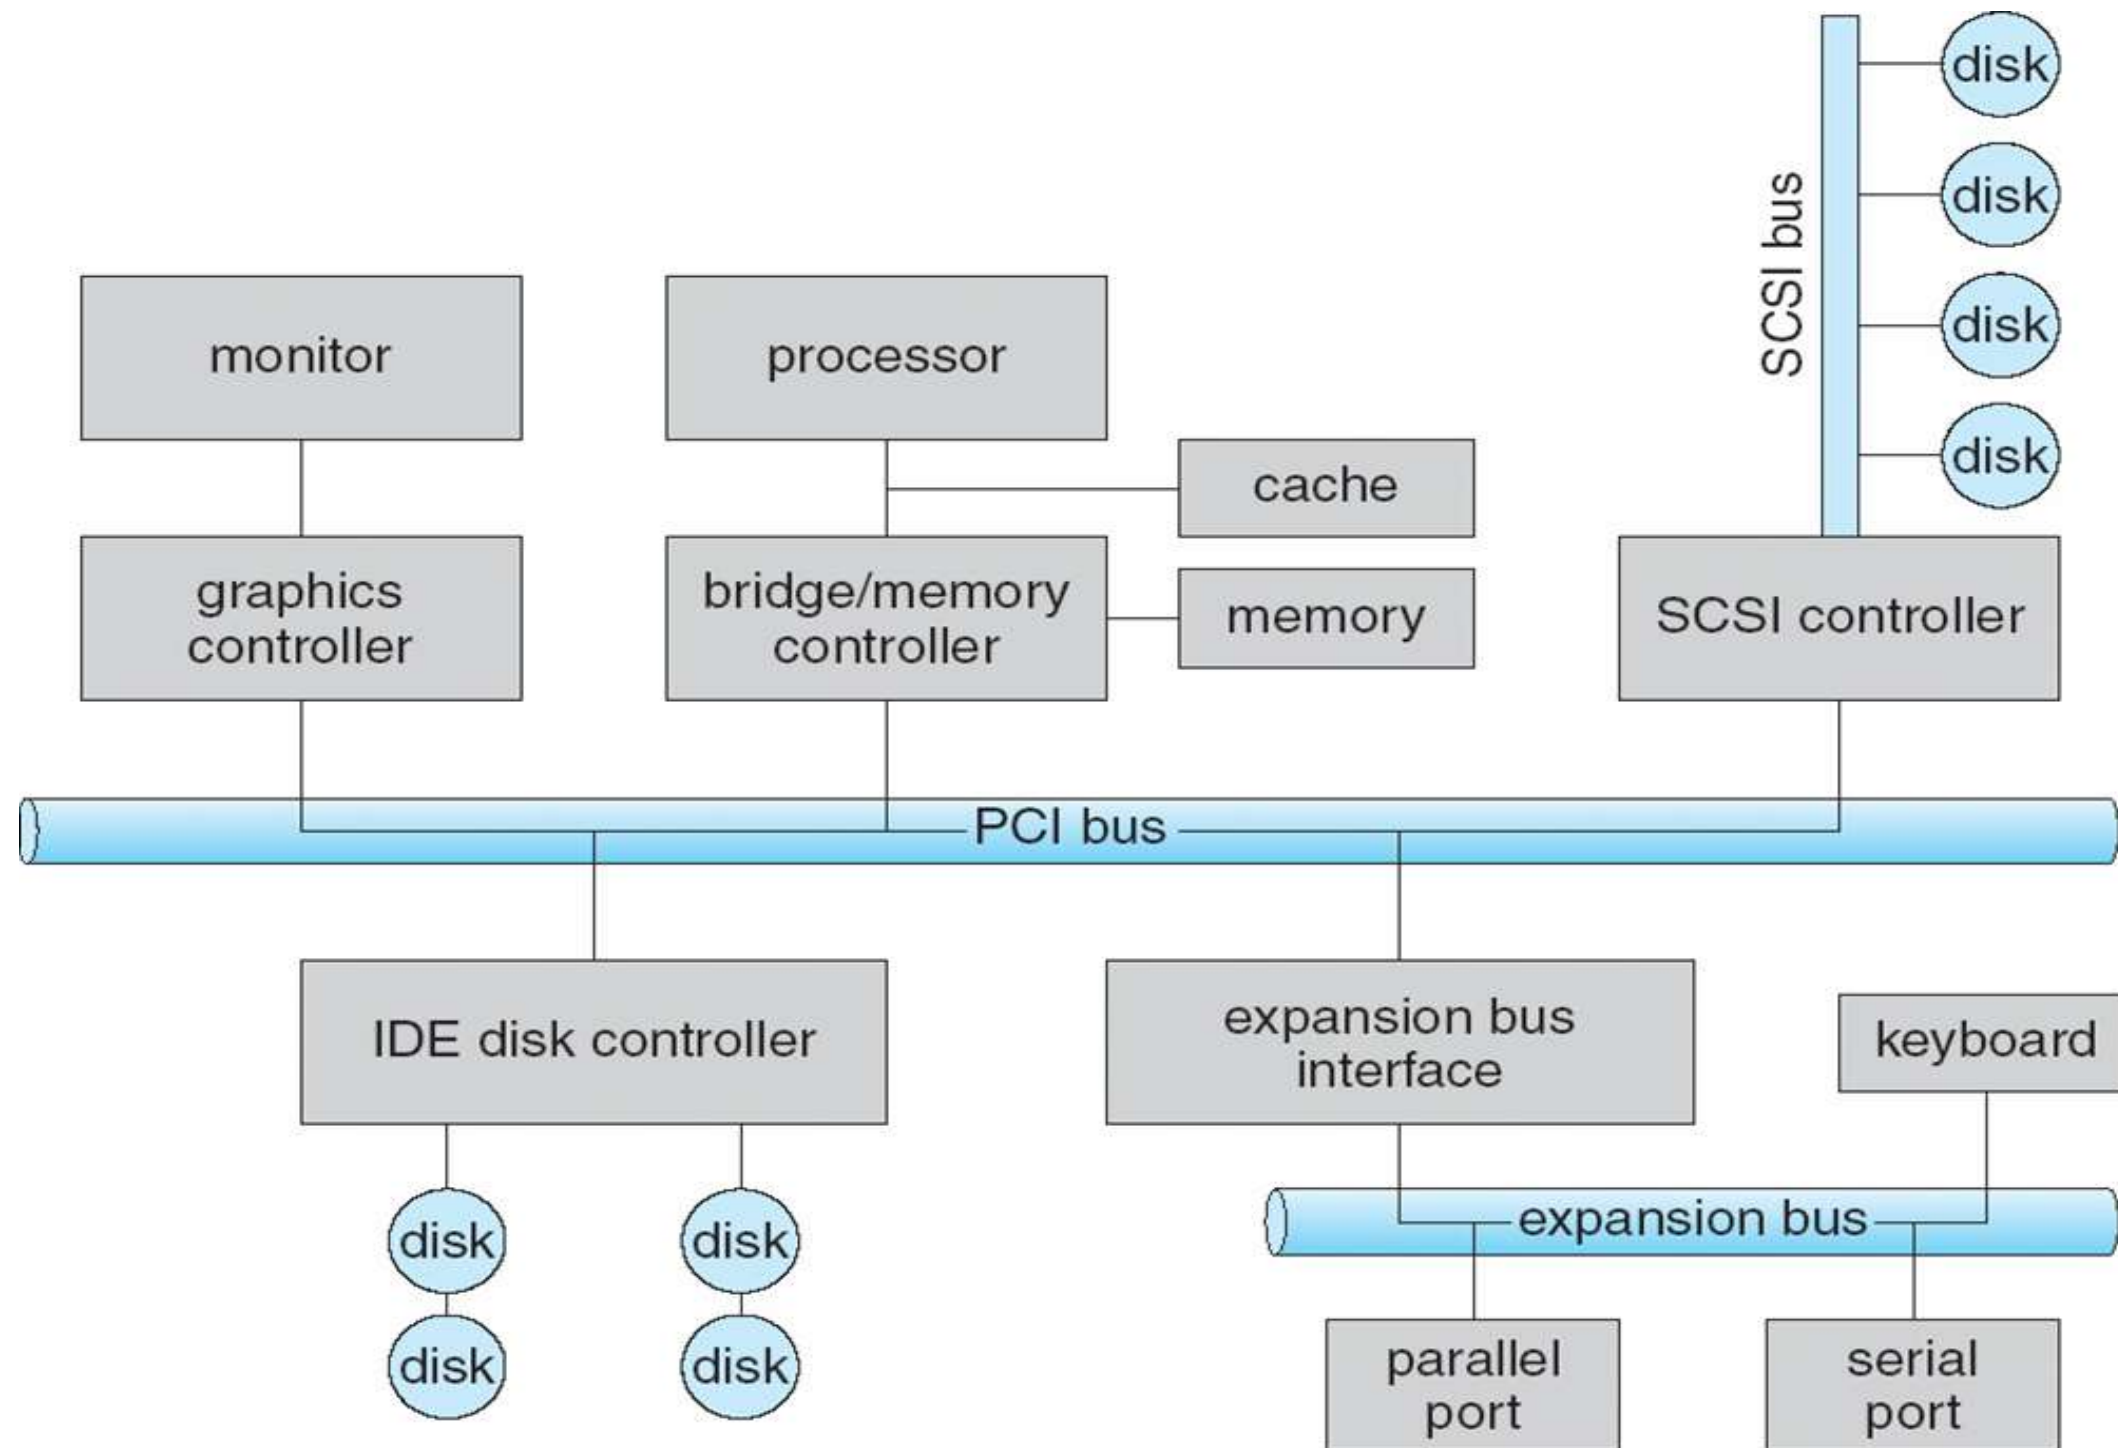 disk
disk
SCSI bus
disk
disk
monitor
processor
cache
graphics
controller
bridge/memory
controller
memory
SCSI controller
PCI bus
IDE disk controller
expansion bus
interface
keyboard
disk
disk
expansion bus
disk
disk
parallel
port
serial
port